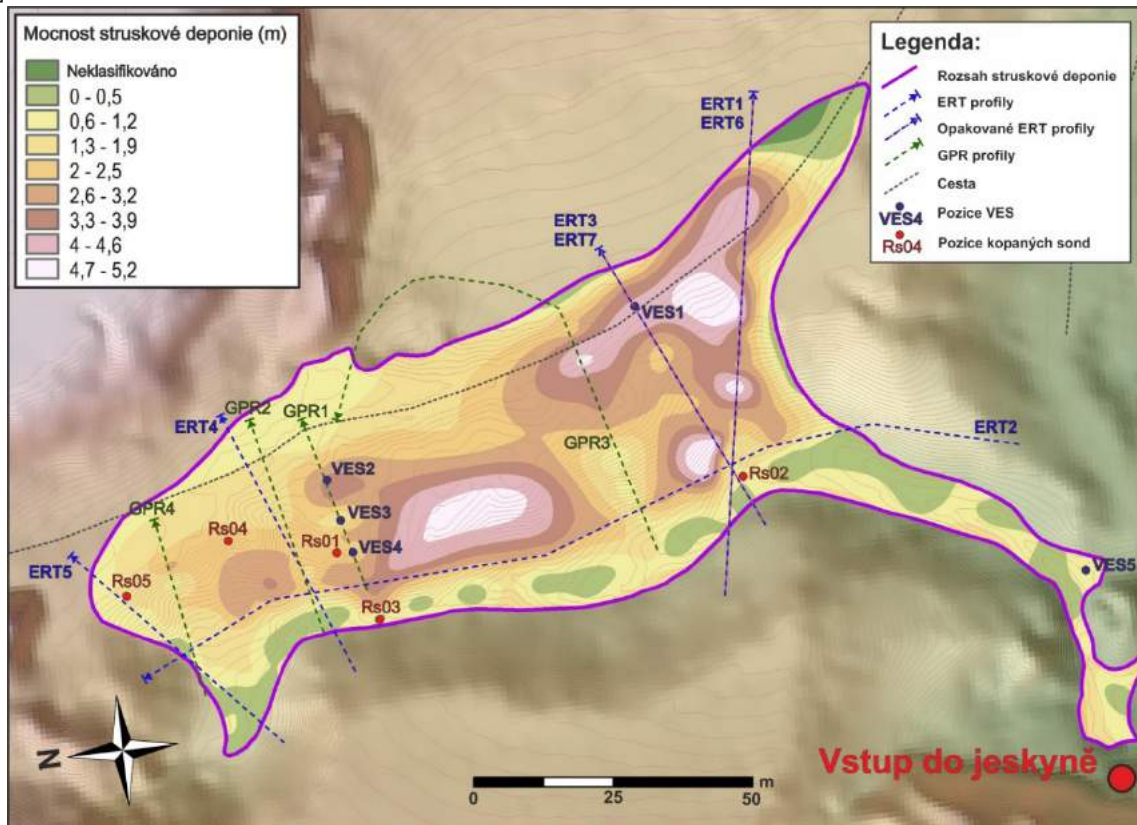 Mocnost struskové deponie (m)
Neklasifikováno
0 - 0,5
0,6 - 1,2
1,3 - 1,9
2 - 2,5
2,6 - 3,2
3,3 - 3,9
4 - 4,6
4,7 - 5,2
Legenda:
Rozsah struskové deponie
ERT profily
Opakované ERT profily
GPR profily
Cesta
VES4 Pozice VES
Rs04 Pozice kopaných sond
ERT1
ERT6
ERT3
ERT7
VES1
GPR2
GPR1
ERT4
GPR3
ERT2
VES2
Rs02
GPR4
VES3
Rs04
Rs01
VES4
ERT5
VES5
Rs05
Rs03
N
Vstup do jeskyně
m
0
25
50